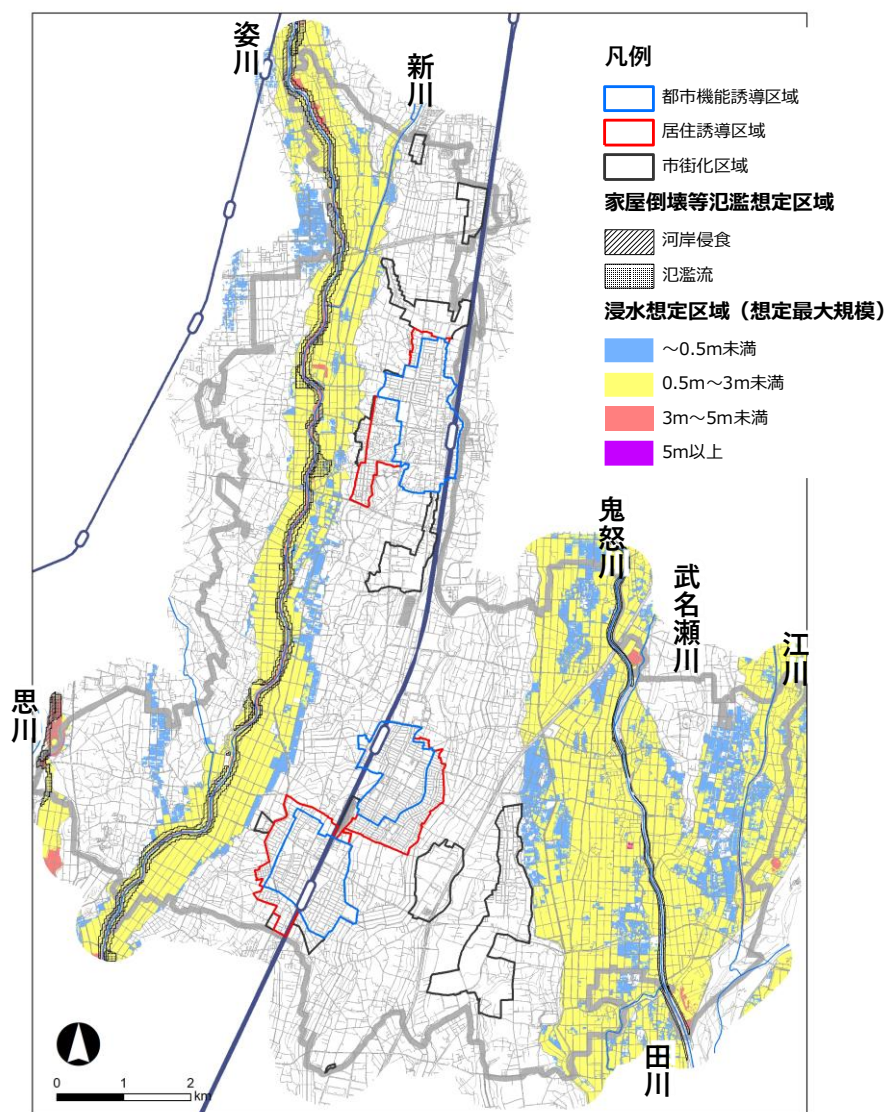 姿川
新川
凡例
都市機能誘導区域
居住誘導区域
市街化区域
家屋倒壊等氾濫想定区域
河岸侵食
氾濫流
浸水想定区域（想定最大規模）
～0.5m未満
0.5m～3m未満
3m～5m未満
5m以上
鬼怒川
武名瀬川
江川
思川
田川
0 1 2
km